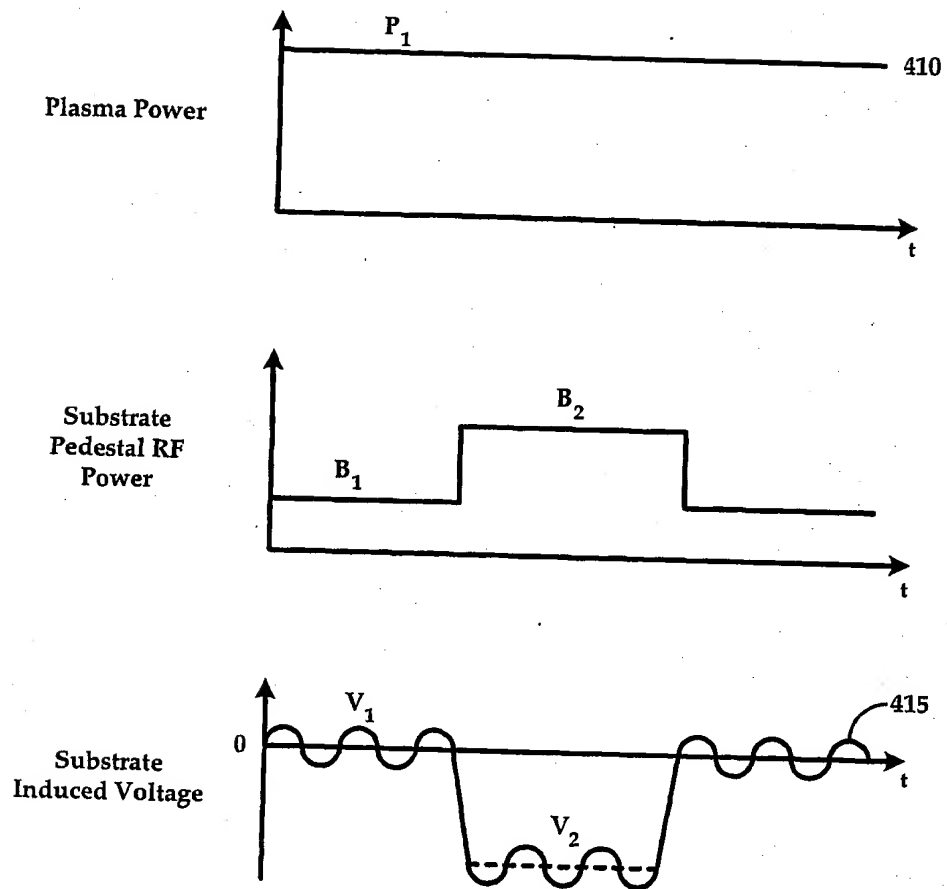 P₁
410
Plasma Power
t
B₂
Substrate
Pedestal RF
Power
B₁
t
V₁
415
0
t
Substrate
Induced Voltage
V₂